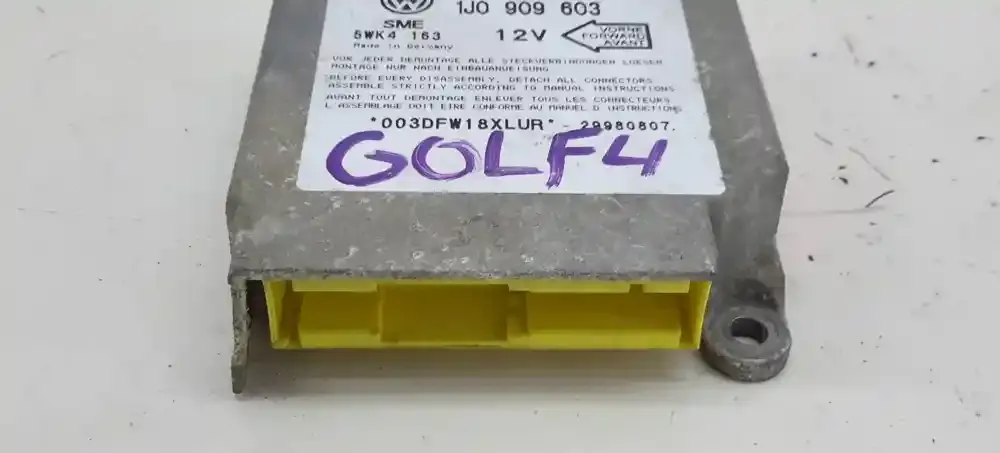 1J0 909 603
SME
5WK4 163
12V
VORNE
FORWARD
AVANT
Made in Germany
VOR JEDER DEMONTAGE ALLE STECKVERBINDUNGEN LOESEN
MONTAGE NUR NACH EINBAUANWEISUNG
BEFORE EVERY DISASSEMBLY, DETACH ALL CONNECTORS
ASSEMBLE STRICTLY ACCORDING TO MANUAL INSTRUCTIONS
AVANT TOUT DEMONTAGE ENLEVER TOUS LES CONNECTEURS
L ASSEMBLAGE DOIT ETRE CONFORME AU MANUEL D INSTRUCTIONS
*003DFW18XLUR* - 29980807.
GOLF4